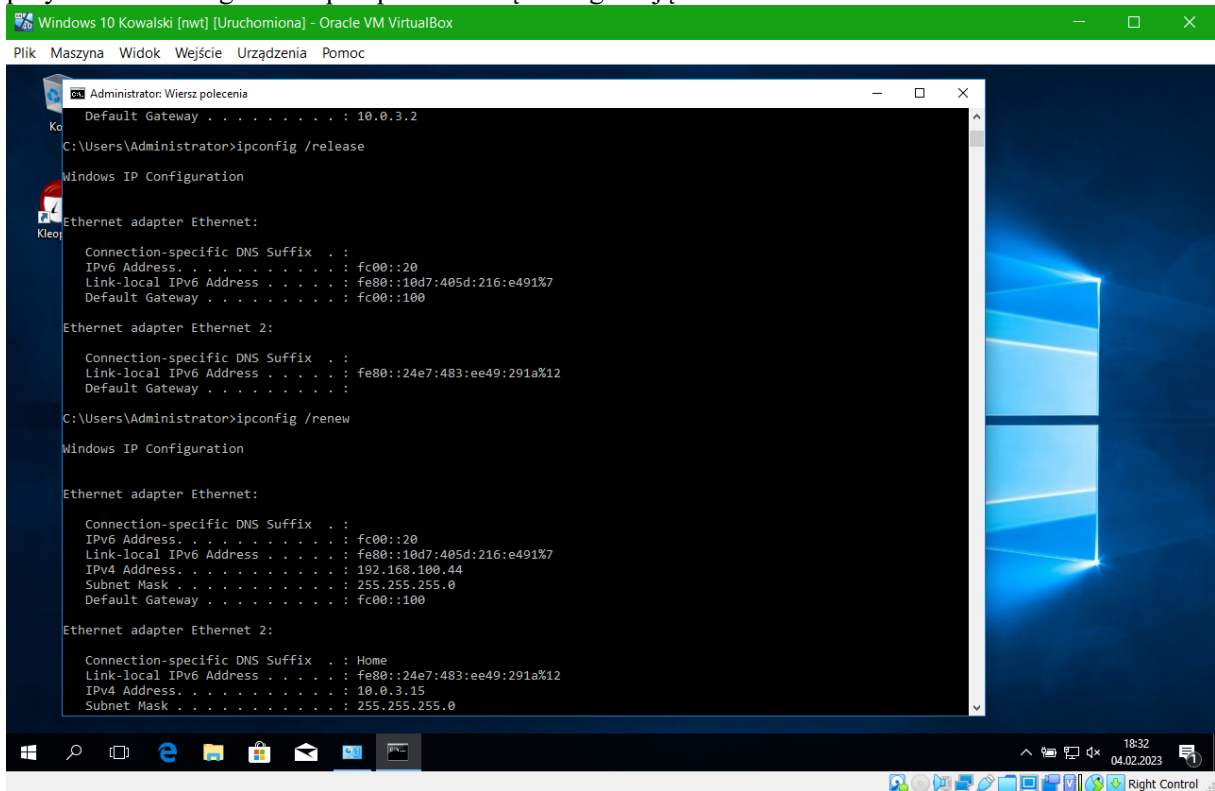 Windows 10 Kowalski [nwt] [Uruchomiona] - Oracle VM VirtualBox
Plik Maszyna Widok Wejście Urządzenia Pomoc
Administrator: Wiersz polecenia
Default Gateway . . . . . . . . . : 10.0.3.2
C:\Users\Administrator>ipconfig /release
Windows IP Configuration
Ethernet adapter Ethernet:
Connection-specific DNS Suffix . :
IPv6 Address. . . . . . . . . . . : fc00::20
Link-local IPv6 Address . . . . . : fe80::10d7:405d:216:e491%7
Default Gateway . . . . . . . . . : fc00::100
Ethernet adapter Ethernet 2:
Connection-specific DNS Suffix . :
Link-local IPv6 Address . . . . . : fe80::24e7:483:ee49:291a%12
Default Gateway . . . . . . . . . :
C:\Users\Administrator>ipconfig /renew
Windows IP Configuration
Ethernet adapter Ethernet:
Connection-specific DNS Suffix . :
IPv6 Address. . . . . . . . . . . : fc00::20
Link-local IPv6 Address . . . . . : fe80::10d7:405d:216:e491%7
IPv4 Address. . . . . . . . . . . : 192.168.100.44
Subnet Mask . . . . . . . . . . . : 255.255.255.0
Default Gateway . . . . . . . . . : fc00::100
Ethernet adapter Ethernet 2:
Connection-specific DNS Suffix . : Home
Link-local IPv6 Address . . . . . : fe80::24e7:483:ee49:291a%12
IPv4 Address. . . . . . . . . . . : 10.0.3.15
Subnet Mask . . . . . . . . . . . : 255.255.255.0
18:32
04.02.2023
Right Control